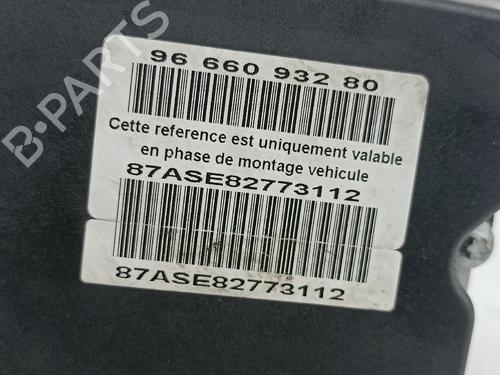 B-PARTS
96 660 932 80
Cette reference est uniquement valable
en phase de montage vehicule
87ASE82773112
87ASE82773112